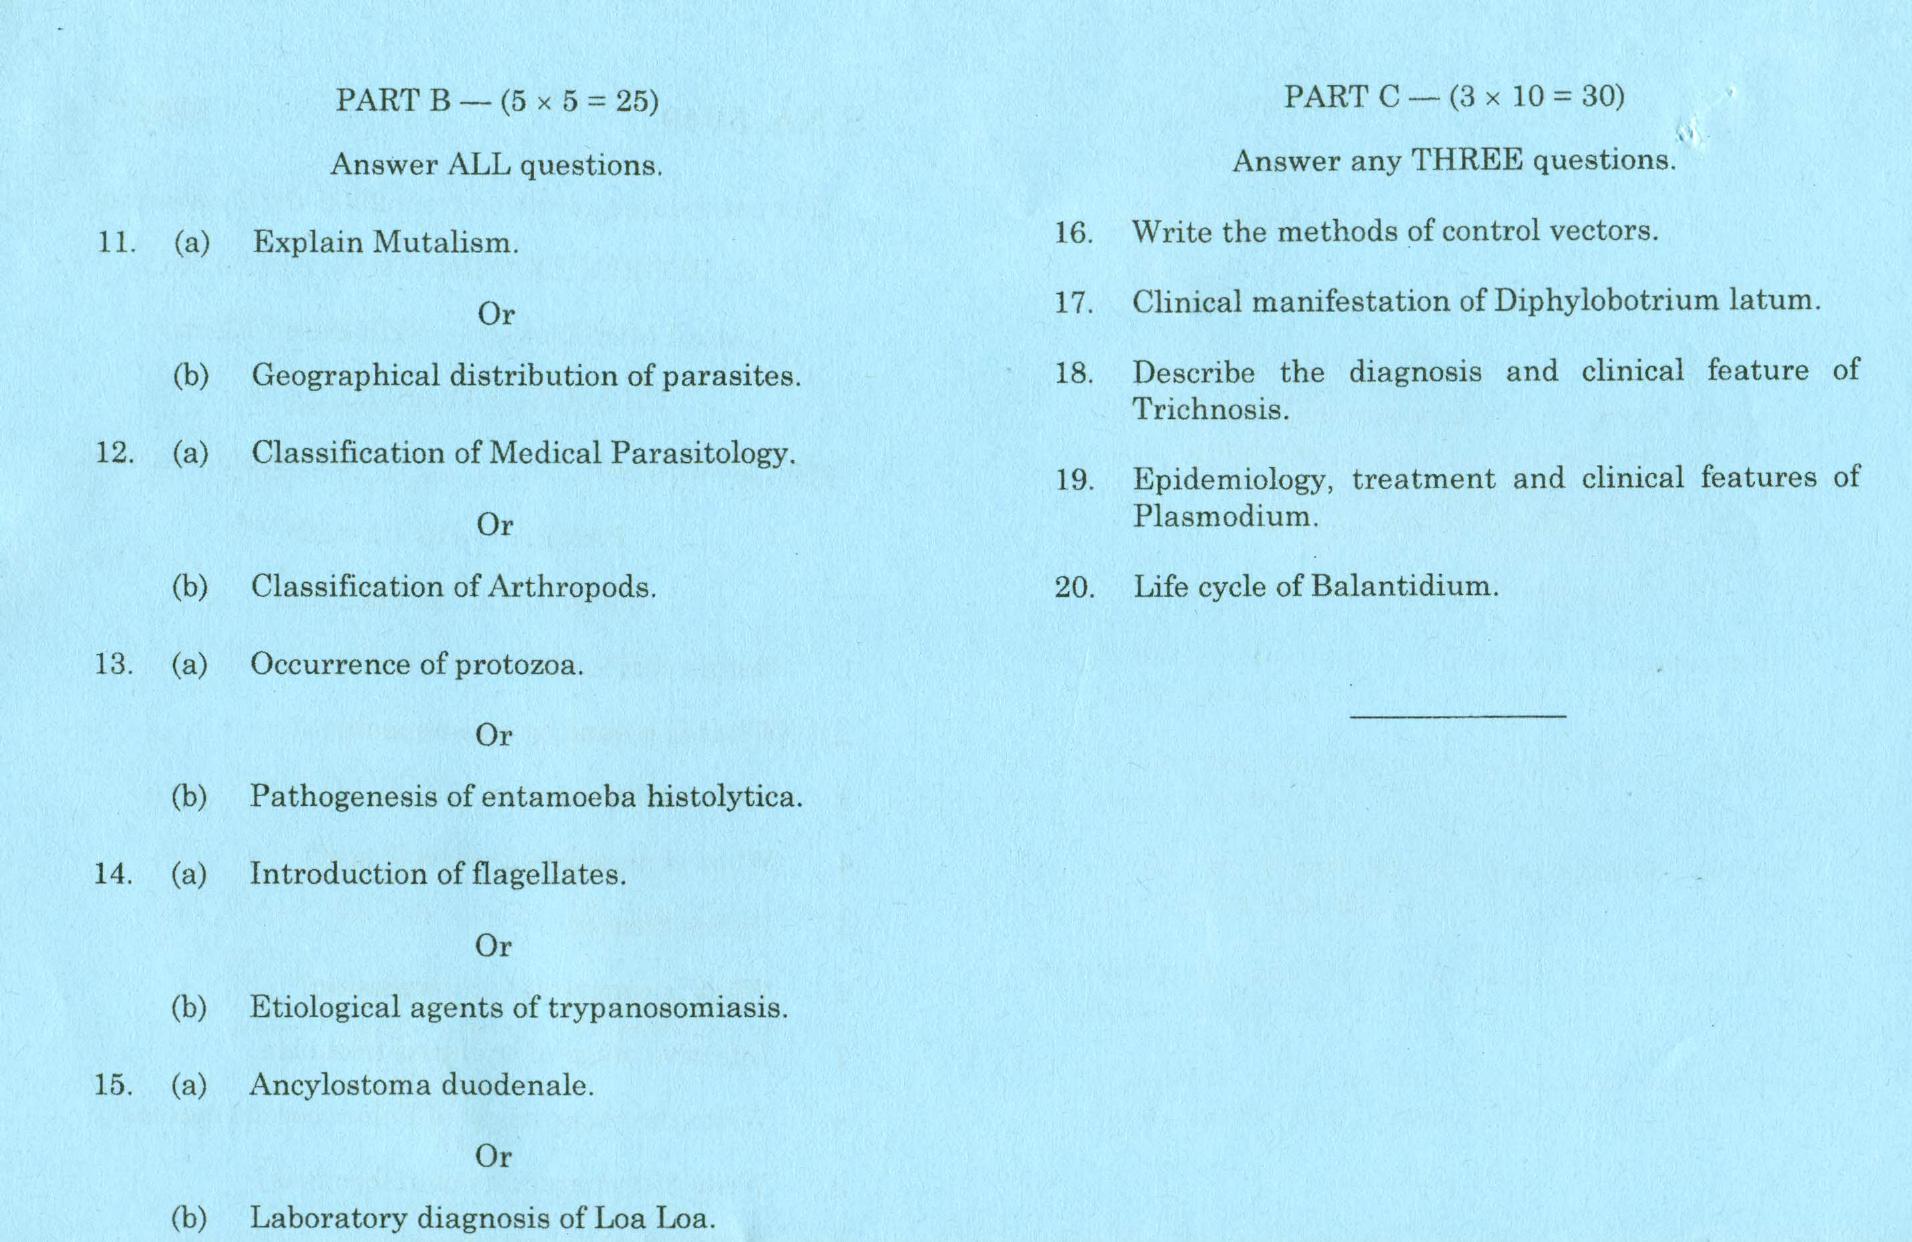 PART B — (5 × 5 = 25)
Answer ALL questions.
11. (a) Explain Mutalism.
Or
(b) Geographical distribution of parasites.
12. (a) Classification of Medical Parasitology.
Or
(b) Classification of Arthropods.
13. (a) Occurrence of protozoa.
Or
(b) Pathogenesis of entamoeba histolytica.
14. (a) Introduction of flagellates.
Or
(b) Etiological agents of trypanosomiasis.
15. (a) Ancylostoma duodenale.
Or
(b) Laboratory diagnosis of Loa Loa.
PART C — (3 × 10 = 30)
Answer any THREE questions.
16. Write the methods of control vectors.
17. Clinical manifestation of Diphylobotrium latum.
18. Describe the diagnosis and clinical feature of
Trichnosis.
19. Epidemiology, treatment and clinical features of
Plasmodium.
20. Life cycle of Balantidium.